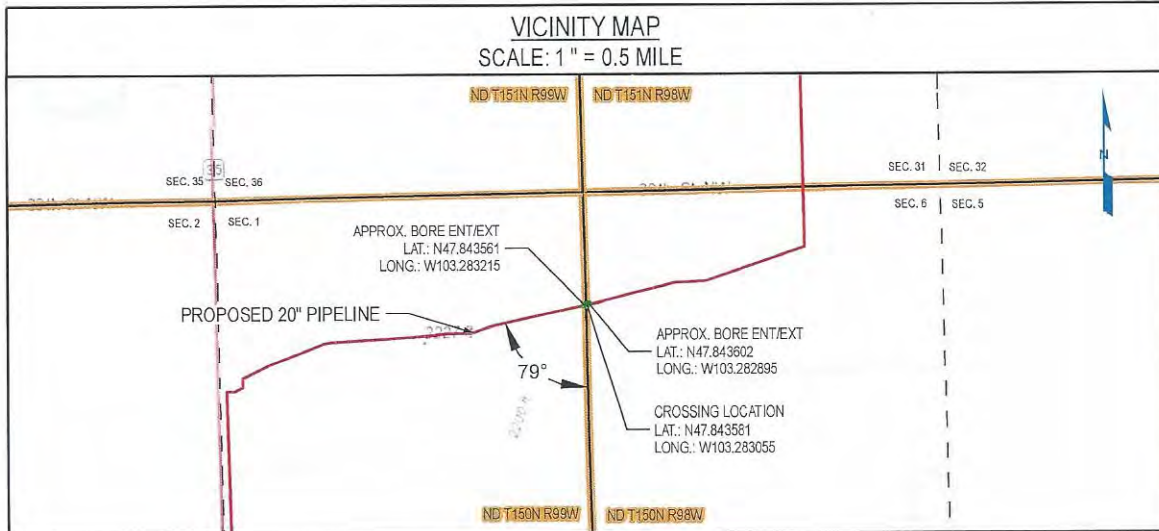 VICINITY MAP
SCALE: 1 " = 0.5 MILE
ND T151N R99W
ND T151N R98W
N
35
SEC. 35
SEC. 36
SEC. 31
SEC. 32
SEC. 2
SEC. 1
SEC. 6
SEC. 5
APPROX. BORE ENT/EXT
LAT.: N47.843561
LONG.: W103.283215
PROPOSED 20" PIPELINE
79°
APPROX. BORE ENT/EXT
LAT.: N47.843602
LONG.: W103.282895
CROSSING LOCATION
LAT.: N47.843581
LONG.: W103.283055
ND T150N R99W
ND T150N R98W